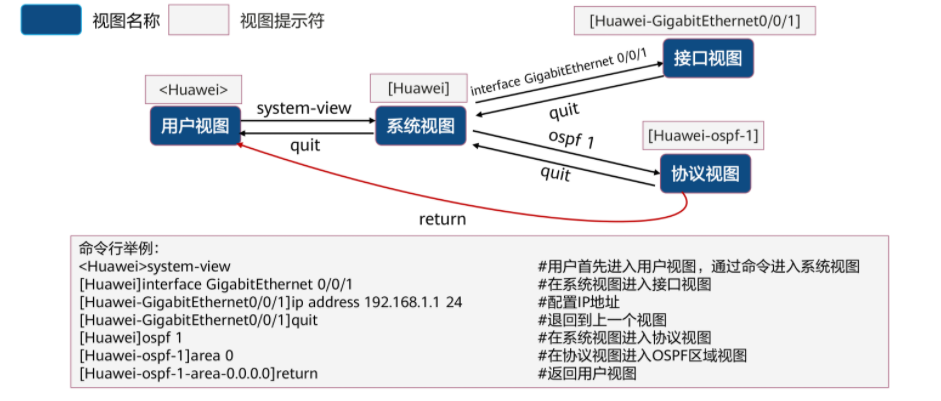 视图名称
视图提示符
[Huawei-GigabitEthernet0/0/1]
接口视图
interface GigabitEthernet 0/0/1
quit
<Huawei>
用户视图
system-view
quit
[Huawei]
系统视图
ospf 1
quit
[Huawei-ospf-1]
协议视图
return
命令行举例：
<Huawei>system-view #用户首先进入用户视图，通过命令进入系统视图
[Huawei]interface GigabitEthernet 0/0/1 #在系统视图进入接口视图
[Huawei-GigabitEthernet0/0/1]ip address 192.168.1.1 24 #配置IP地址
[Huawei-GigabitEthernet0/0/1]quit #退回到上一个视图
[Huawei]ospf 1 #在系统视图进入协议视图
[Huawei-ospf-1]area 0 #在协议视图进入OSPF区域视图
[Huawei-ospf-1-area-0.0.0.0]return #返回用户视图